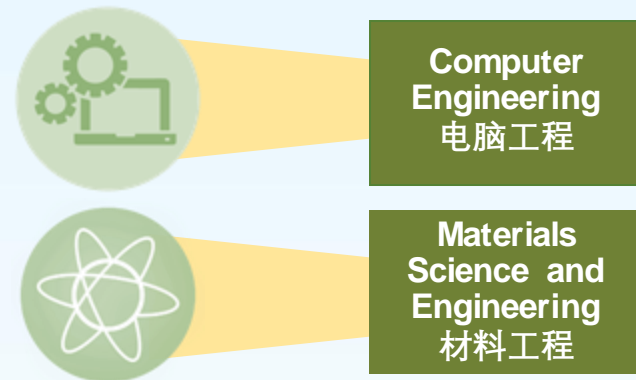 Computer
Engineering
电脑工程
Materials
Science and
Engineering
材料工程